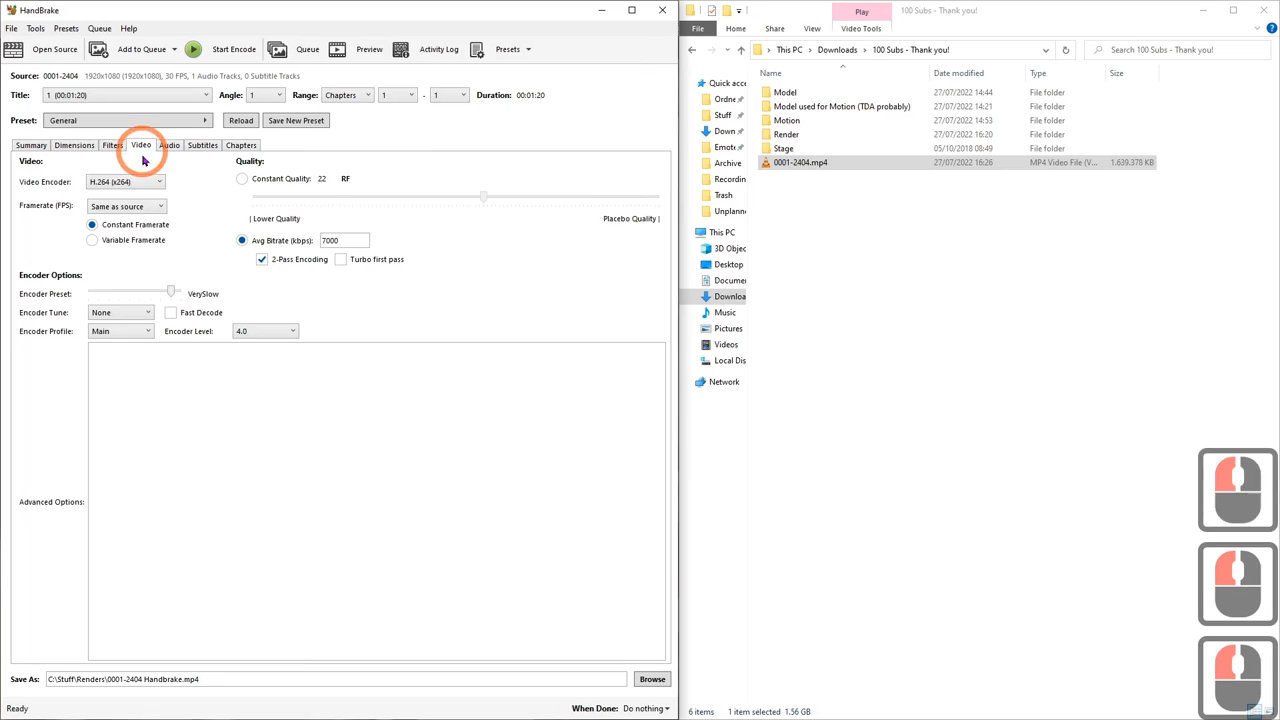 HandBrake
File Tools Presets Queue Help
Open Source Add to Queue Start Encode Queue Preview Activity Log Presets
Source: 0001-2404 1920x1080 (1920x1080), 30 FPS, 1 Audio Tracks, 0 Subtitle Tracks
Title: 1 (00:01:20) Angle: 1 Range: Chapters 1 - 1 Duration: 00:01:20
Preset: General Reload Save New Preset
Summary Dimensions Filters Video Audio Subtitles Chapters
Video: Quality:
Video Encoder: H.264 (x264) Constant Quality: 22 RF
Framerate (FPS): Same as source
Constant Framerate | Lower Quality Placebo Quality |
Variable Framerate Avg Bitrate (kbps): 7000
2-Pass Encoding Turbo first pass
Encoder Options:
Encoder Preset: VerySlow
Encoder Tune: None Fast Decode
Encoder Profile: Main Encoder Level: 4.0
Advanced Options:
Save As: C:\Stuff\Renders\0001-2404 Handbrake.mp4 Browse
Ready When Done: Do nothing
Play 100 Subs - Thank you!
File Home Share View Video Tools
This PC Downloads 100 Subs - Thank you! Search 100 Subs - Thank you!
Name Date modified Type Size
Quick acce
Ordne
Stuff
Down
Emote
Archive
Recordin
Trash
Unplann
This PC
3D Objec
Desktop
Docume
Downloa
Music
Pictures
Videos
Local Dis
Network
Model 27/07/2022 14:44 File folder
Model used for Motion (TDA probably) 27/07/2022 14:21 File folder
Motion 27/07/2022 14:53 File folder
Render 27/07/2022 16:20 File folder
Stage 05/10/2018 08:49 File folder
0001-2404.mp4 27/07/2022 16:26 MP4 Video File (V... 1.639.378 KB
6 items 1 item selected 1.56 GB